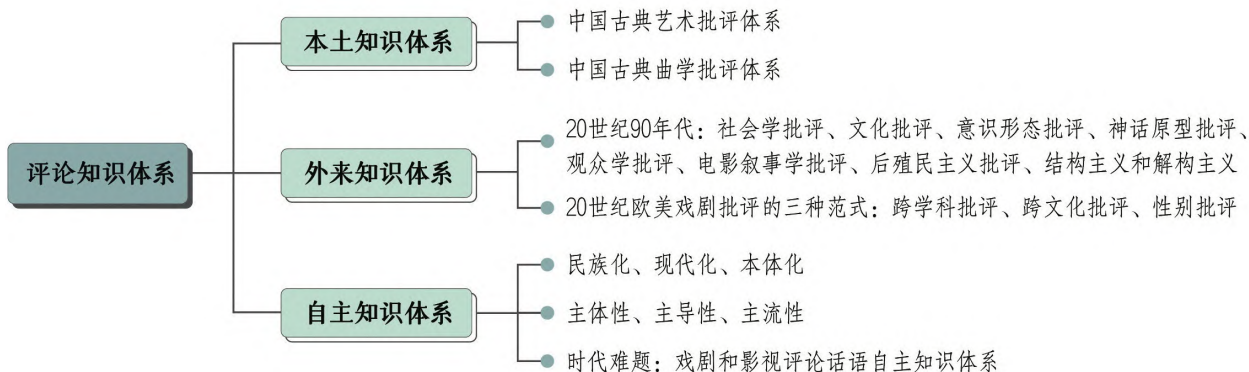 评论知识体系
本土知识体系
中国古典艺术批评体系
中国古典曲学批评体系
外来知识体系
20世纪90年代：社会学批评、文化批评、意识形态批评、神话原型批评、
观众学批评、电影叙事学批评、后殖民主义批评、结构主义和解构主义
20世纪欧美戏剧批评的三种范式：跨学科批评、跨文化批评、性别批评
自主知识体系
民族化、现代化、本体化
主体性、主导性、主流性
时代难题：戏剧和影视评论话语自主知识体系